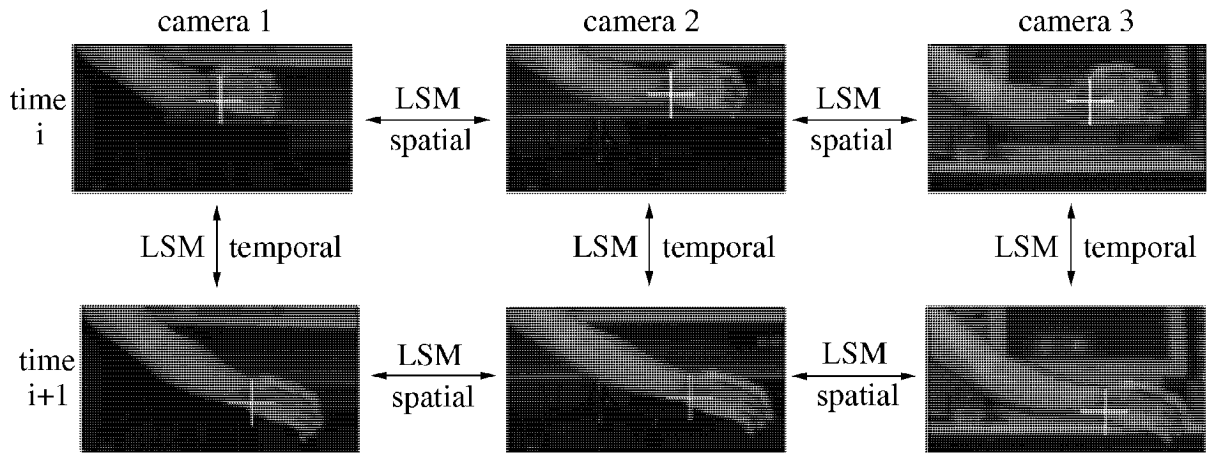 camera 1
camera 2
camera 3
time
i
LSM
spatial
LSM
spatial
LSM temporal
LSM temporal
LSM temporal
time
i+1
LSM
spatial
LSM
spatial